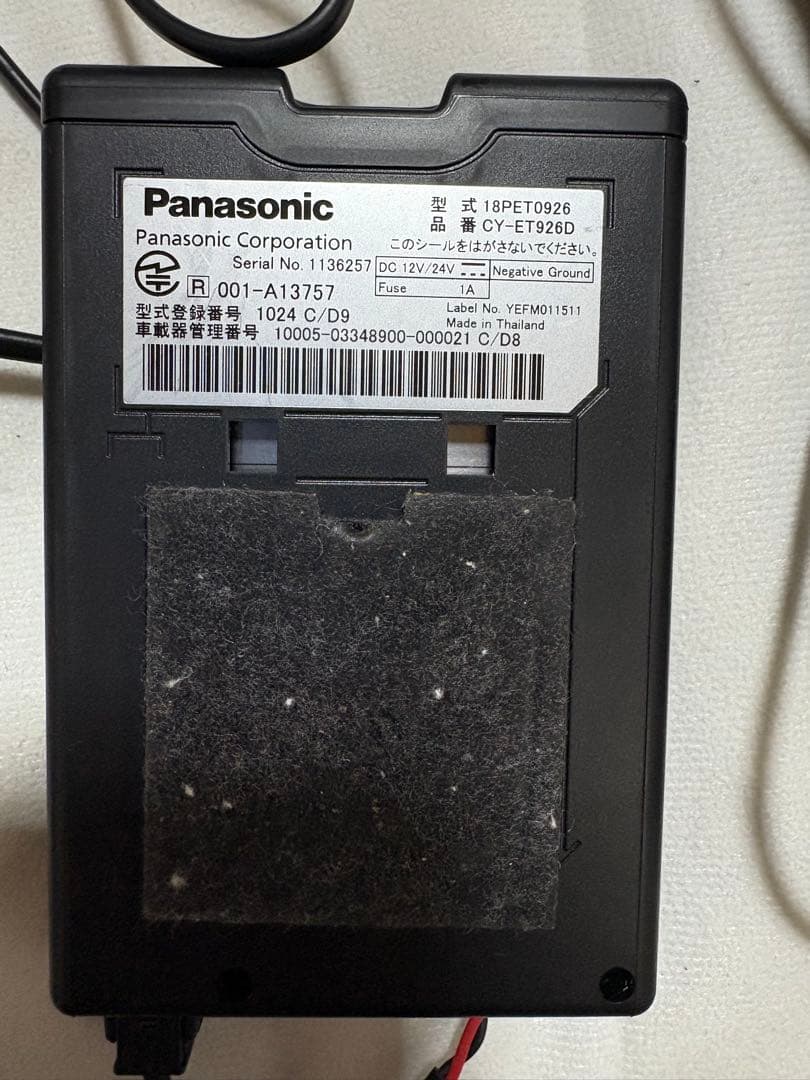 Panasonic
型 式 18PET0926
品 番 CY-ET926D
Panasonic Corporation
このシールをはがさないでください。
Serial No. 1136257
DC 12V/24V
Negative Ground
Fuse 1A
R 001-A13757
Label No. YEFM011511
Made in Thailand
型式登録番号 1024 C/D9
車載器管理番号 10005-03348900-000021 C/D8